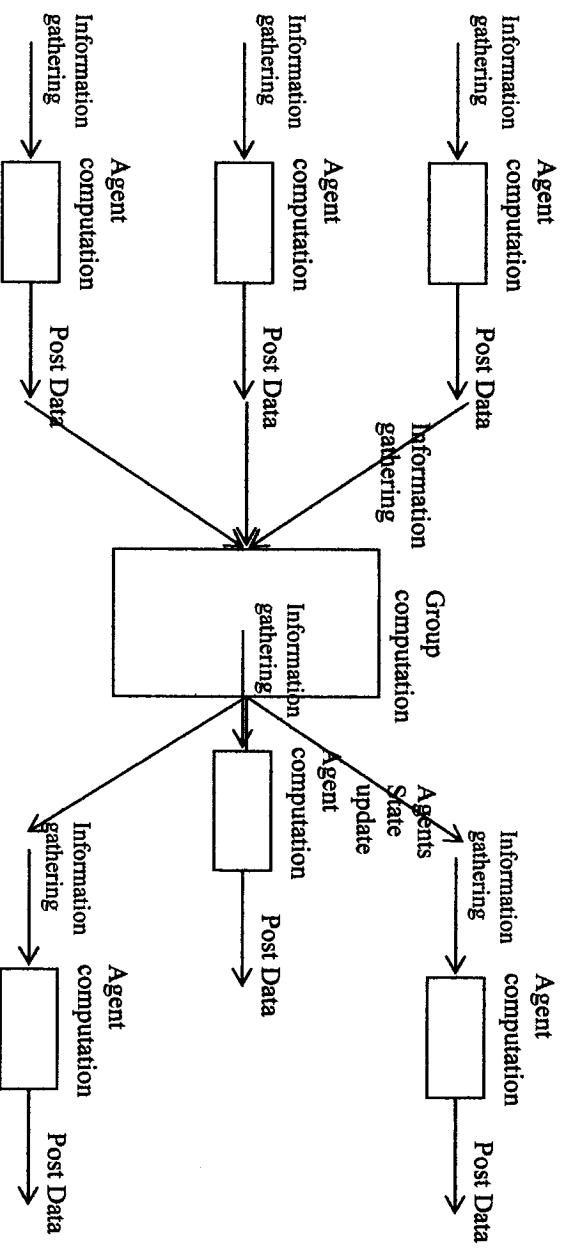 Information
gathering
Agent
computation
Post Data
Information
gathering
Agent
computation
Post Data
Information
gathering
Agent
computation
Post Data
Information
gathering
Group
computation
Information
gathering
Agents
State
update
Agent
computation
Post Data
Information
gathering
Agent
computation
Post Data
Information
gathering
Agent
computation
Post Data